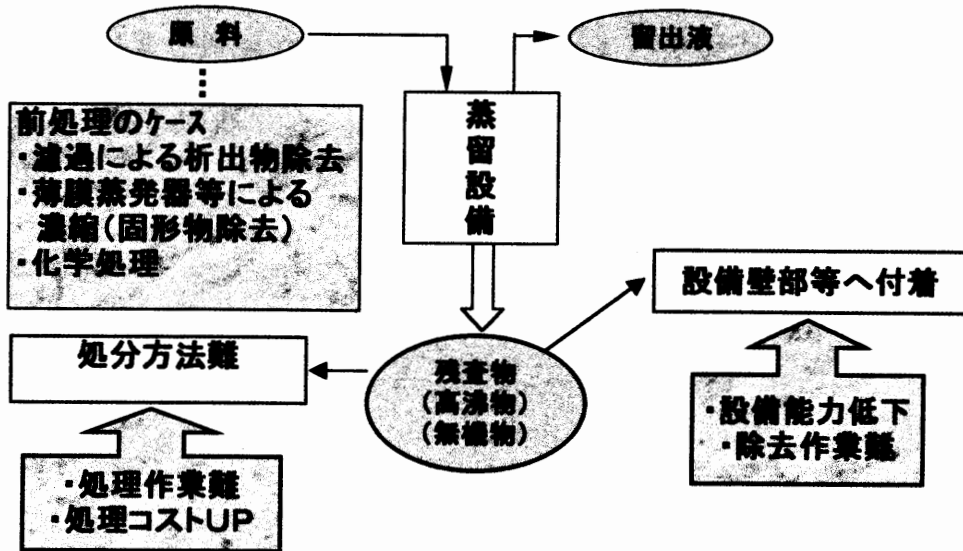 原料
留出液
前処理のケース
・濾過による析出物除去
・薄膜蒸発器等による
濃縮(固形物除去)
・化学処理
蒸留設備
設備壁部等へ付着
処分方法難
残査物
(高沸物)
(無機物)
・設備能力低下
・除去作業難
・処理作業難
・処理コストUP